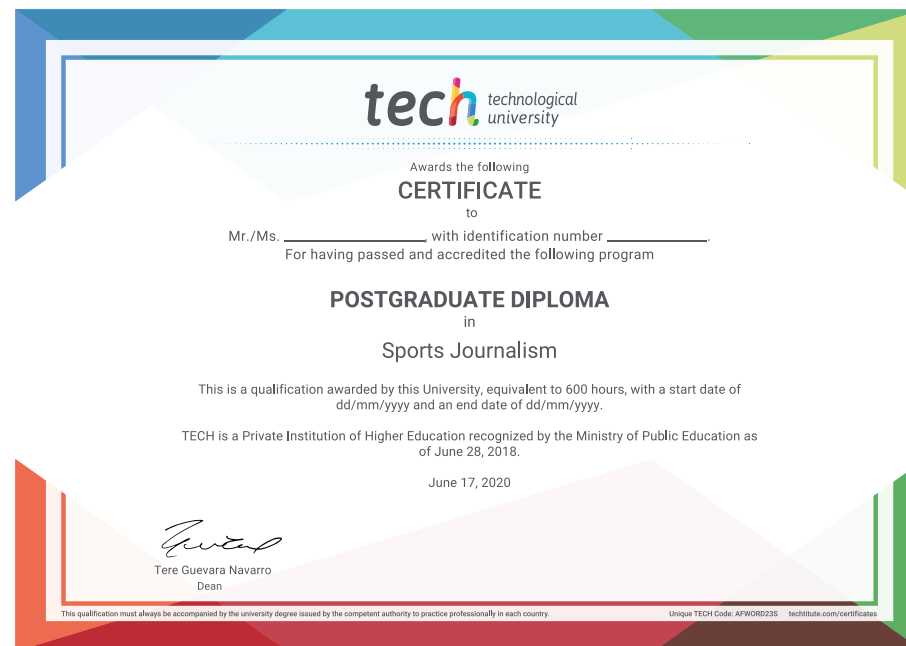 tech technological
university
Awards the following
CERTIFICATE
to
Mr./Ms. ____________________, with identification number ______________.
For having passed and accredited the following program
POSTGRADUATE DIPLOMA
in
Sports Journalism
This is a qualification awarded by this University, equivalent to 600 hours, with a start date of
dd/mm/yyyy and an end date of dd/mm/yyyy.
TECH is a Private Institution of Higher Education recognized by the Ministry of Public Education as
of June 28, 2018.
June 17, 2020
Tere Guevara Navarro
Dean
This qualification must always be accompanied by the university degree issued by the competent authority to practice professionally in each country. Unique TECH Code: AFWORD23S techtitute.com/certificates